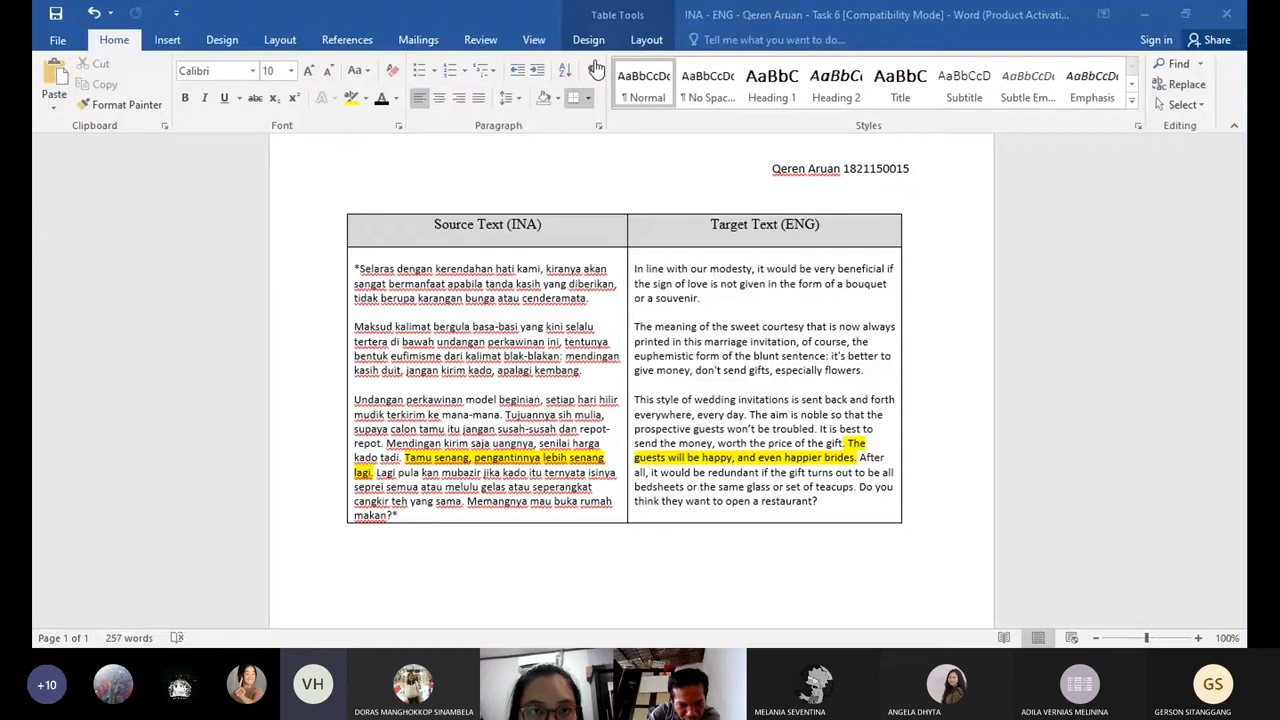 Table Tools
INA - ENG - Qeren Aruan - Task 6 [Compatibility Mode] - Word (Product Activati...
File Home Insert Design Layout References Mailings Review View Design Layout Tell me what you want to do... Sign in Share
Paste
Cut
Copy
Format Painter
Clipboard
Calibri 10
Font
Paragraph
AaBbCcDc AaBbCcDc AaBbC AaBbCc AaBbC AaBbCcD AaBbCcDc AaBbCcDc
¶ Normal ¶ No Spac... Heading 1 Heading 2 Title Subtitle Subtle Em... Emphasis
Styles
Find
Replace
Select
Editing
Qeren Aruan 1821150015
Source Text (INA)
*Selaras dengan kerendahan hati kami, kiranya akan
sangat bermanfaat apabila tanda kasih yang diberikan,
tidak berupa karangan bunga atau cenderamata.
Maksud kalimat bergula basa-basi yang kini selalu
tertera di bawah undangan perkawinan ini, tentunya
bentuk eufimisme dari kalimat blak-blakan: mendingan
kasih duit, jangan kirim kado, apalagi kembang.
Undangan perkawinan model beginian, setiap hari hilir
mudik terkirim ke mana-mana. Tujuannya sih mulia,
supaya calon tamu itu jangan susah-susah dan repot-
repot. Mendingan kirim saja uangnya, senilai harga
kado tadi. Tamu senang, pengantinnya lebih senang
lagi. Lagi pula kan mubazir jika kado itu ternyata isinya
seprei semua atau melulu gelas atau seperangkat
cangkir teh yang sama. Memangnya mau buka rumah
makan?*
Target Text (ENG)
In line with our modesty, it would be very beneficial if
the sign of love is not given in the form of a bouquet
or a souvenir.
The meaning of the sweet courtesy that is now always
printed in this marriage invitation, of course, the
euphemistic form of the blunt sentence: it's better to
give money, don't send gifts, especially flowers.
This style of wedding invitations is sent back and forth
everywhere, every day. The aim is noble so that the
prospective guests won't be troubled. It is best to
send the money, worth the price of the gift. The
guests will be happy, and even happier brides. After
all, it would be redundant if the gift turns out to be all
bedsheets or the same glass or set of teacups. Do you
think they want to open a restaurant?
Page 1 of 1 257 words
100%
+10
VH
DORAS MANGHOKKOP SINAMBELA
MELANIA SEVENTINA
ANGELA DHYTA
AM
ADILA VERNIAS MELININA
GS
GERSON SITANGGANG